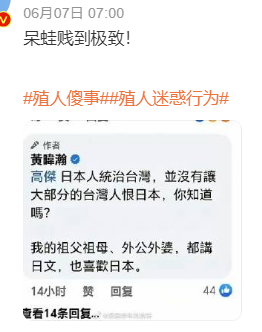 06月07日 07:00
呆蛙贱到极致！
#殖人傻事##殖人迷惑行为#
作者
黃暐瀚
高傑 日本人統治台灣，並沒有讓
大部分的台灣人恨日本，你知道
嗎?
我的祖父祖母、外公外婆，都講
日文，也喜歡日本。
14小时 赞 回复 44
查看14条回复...